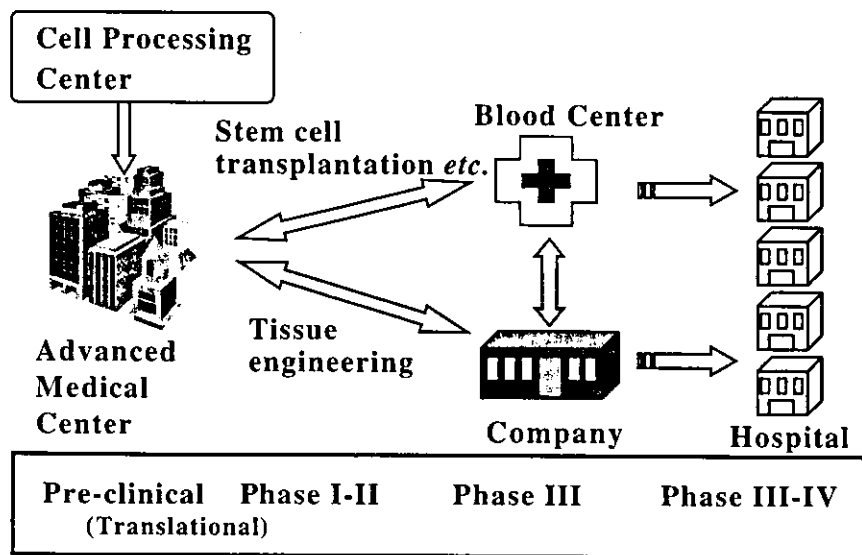 Cell Processing
Center
Stem cell
transplantation etc.
Blood Center
Tissue
engineering
Advanced
Medical
Center
Company
Hospital
Pre-clinical
(Translational)
Phase I-II
Phase III
Phase III-IV